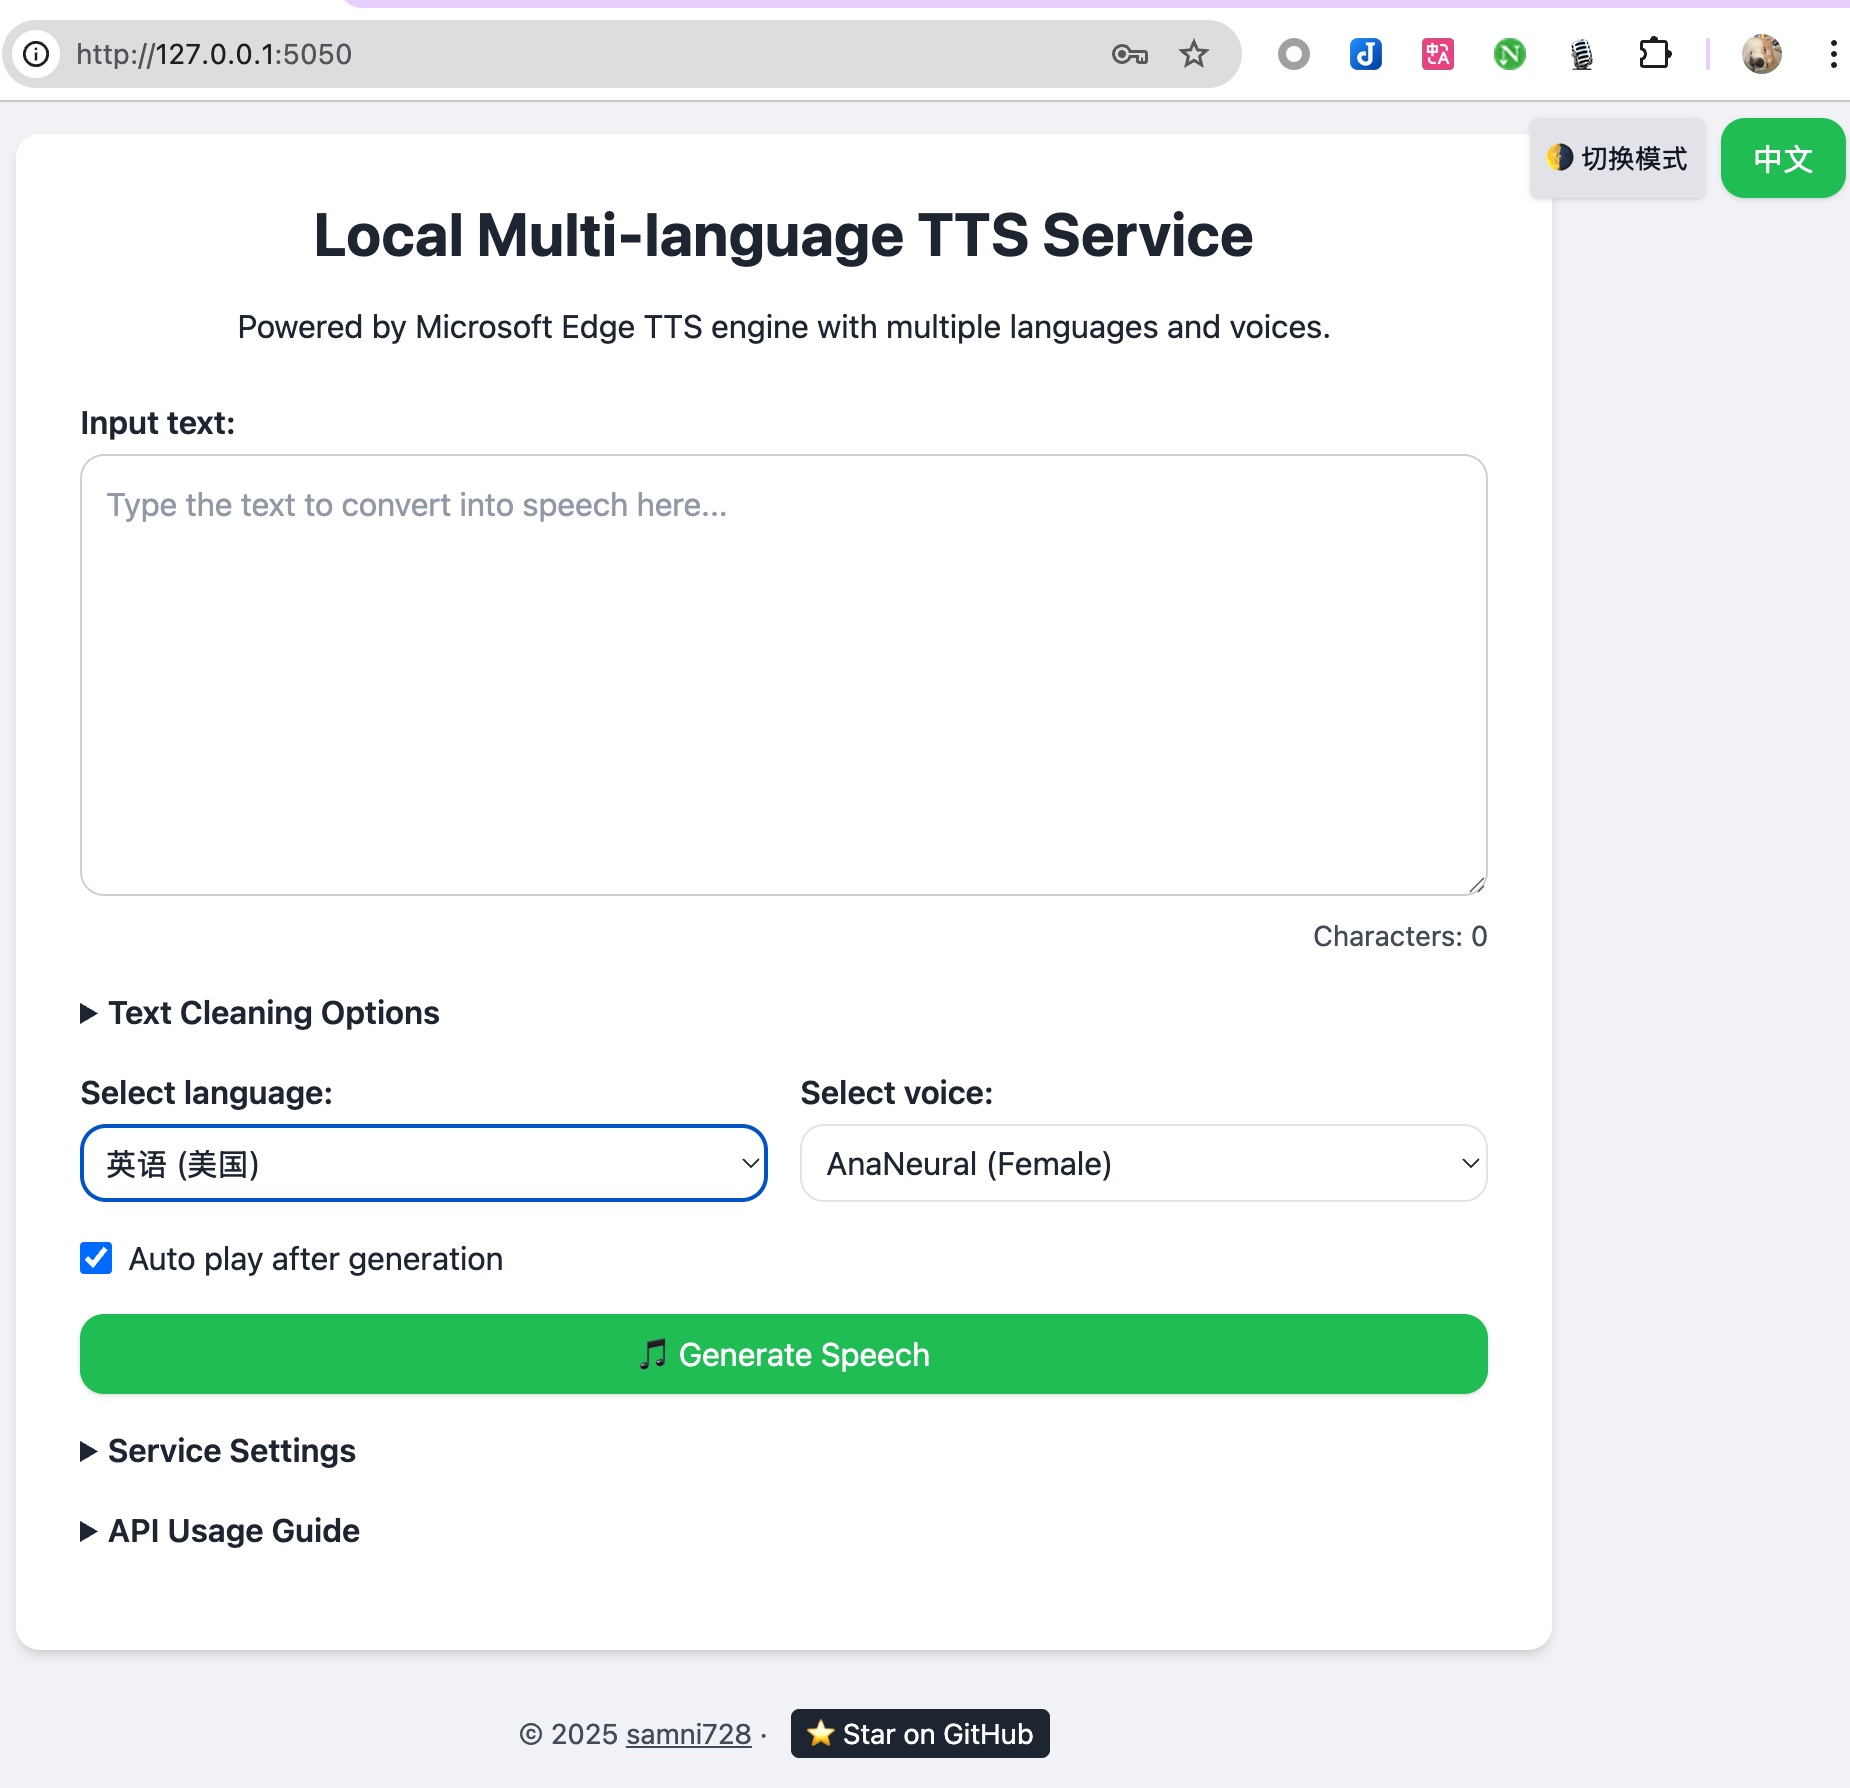 http://127.0.0.1:5050
切换模式
中文
Local Multi-language TTS Service
Powered by Microsoft Edge TTS engine with multiple languages and voices.
Input text:
Type the text to convert into speech here...
Characters: 0
Text Cleaning Options
Select language:
Select voice:
英语 (美国)
AnaNeural (Female)
Auto play after generation
🎵 Generate Speech
Service Settings
API Usage Guide
© 2025 samni728 ·
⭐ Star on GitHub